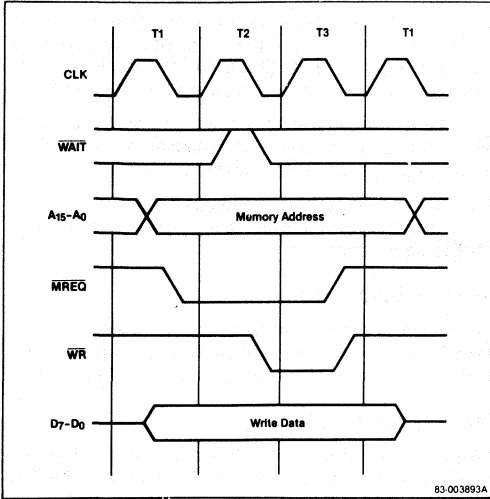 T1 T2 T3 T1
CLK
WAIT
A15-A0 Memory Address
MREQ
WR
D7-D0 Write Data
83-003893A